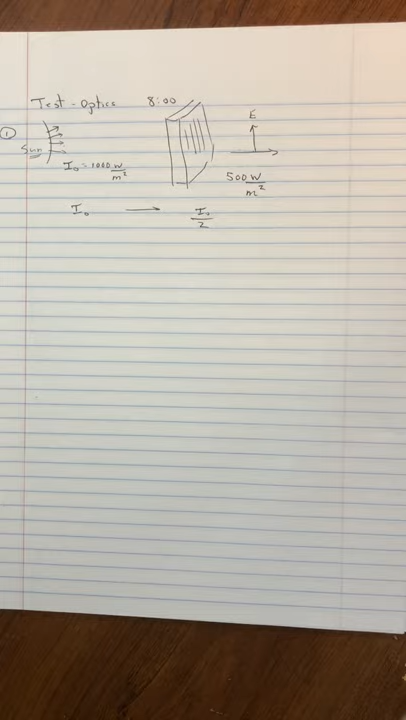 Test - Optics 8:00
① Sun
I₀ = 1000 W/m²
E
500 W/m²
I₀ → I₀/2